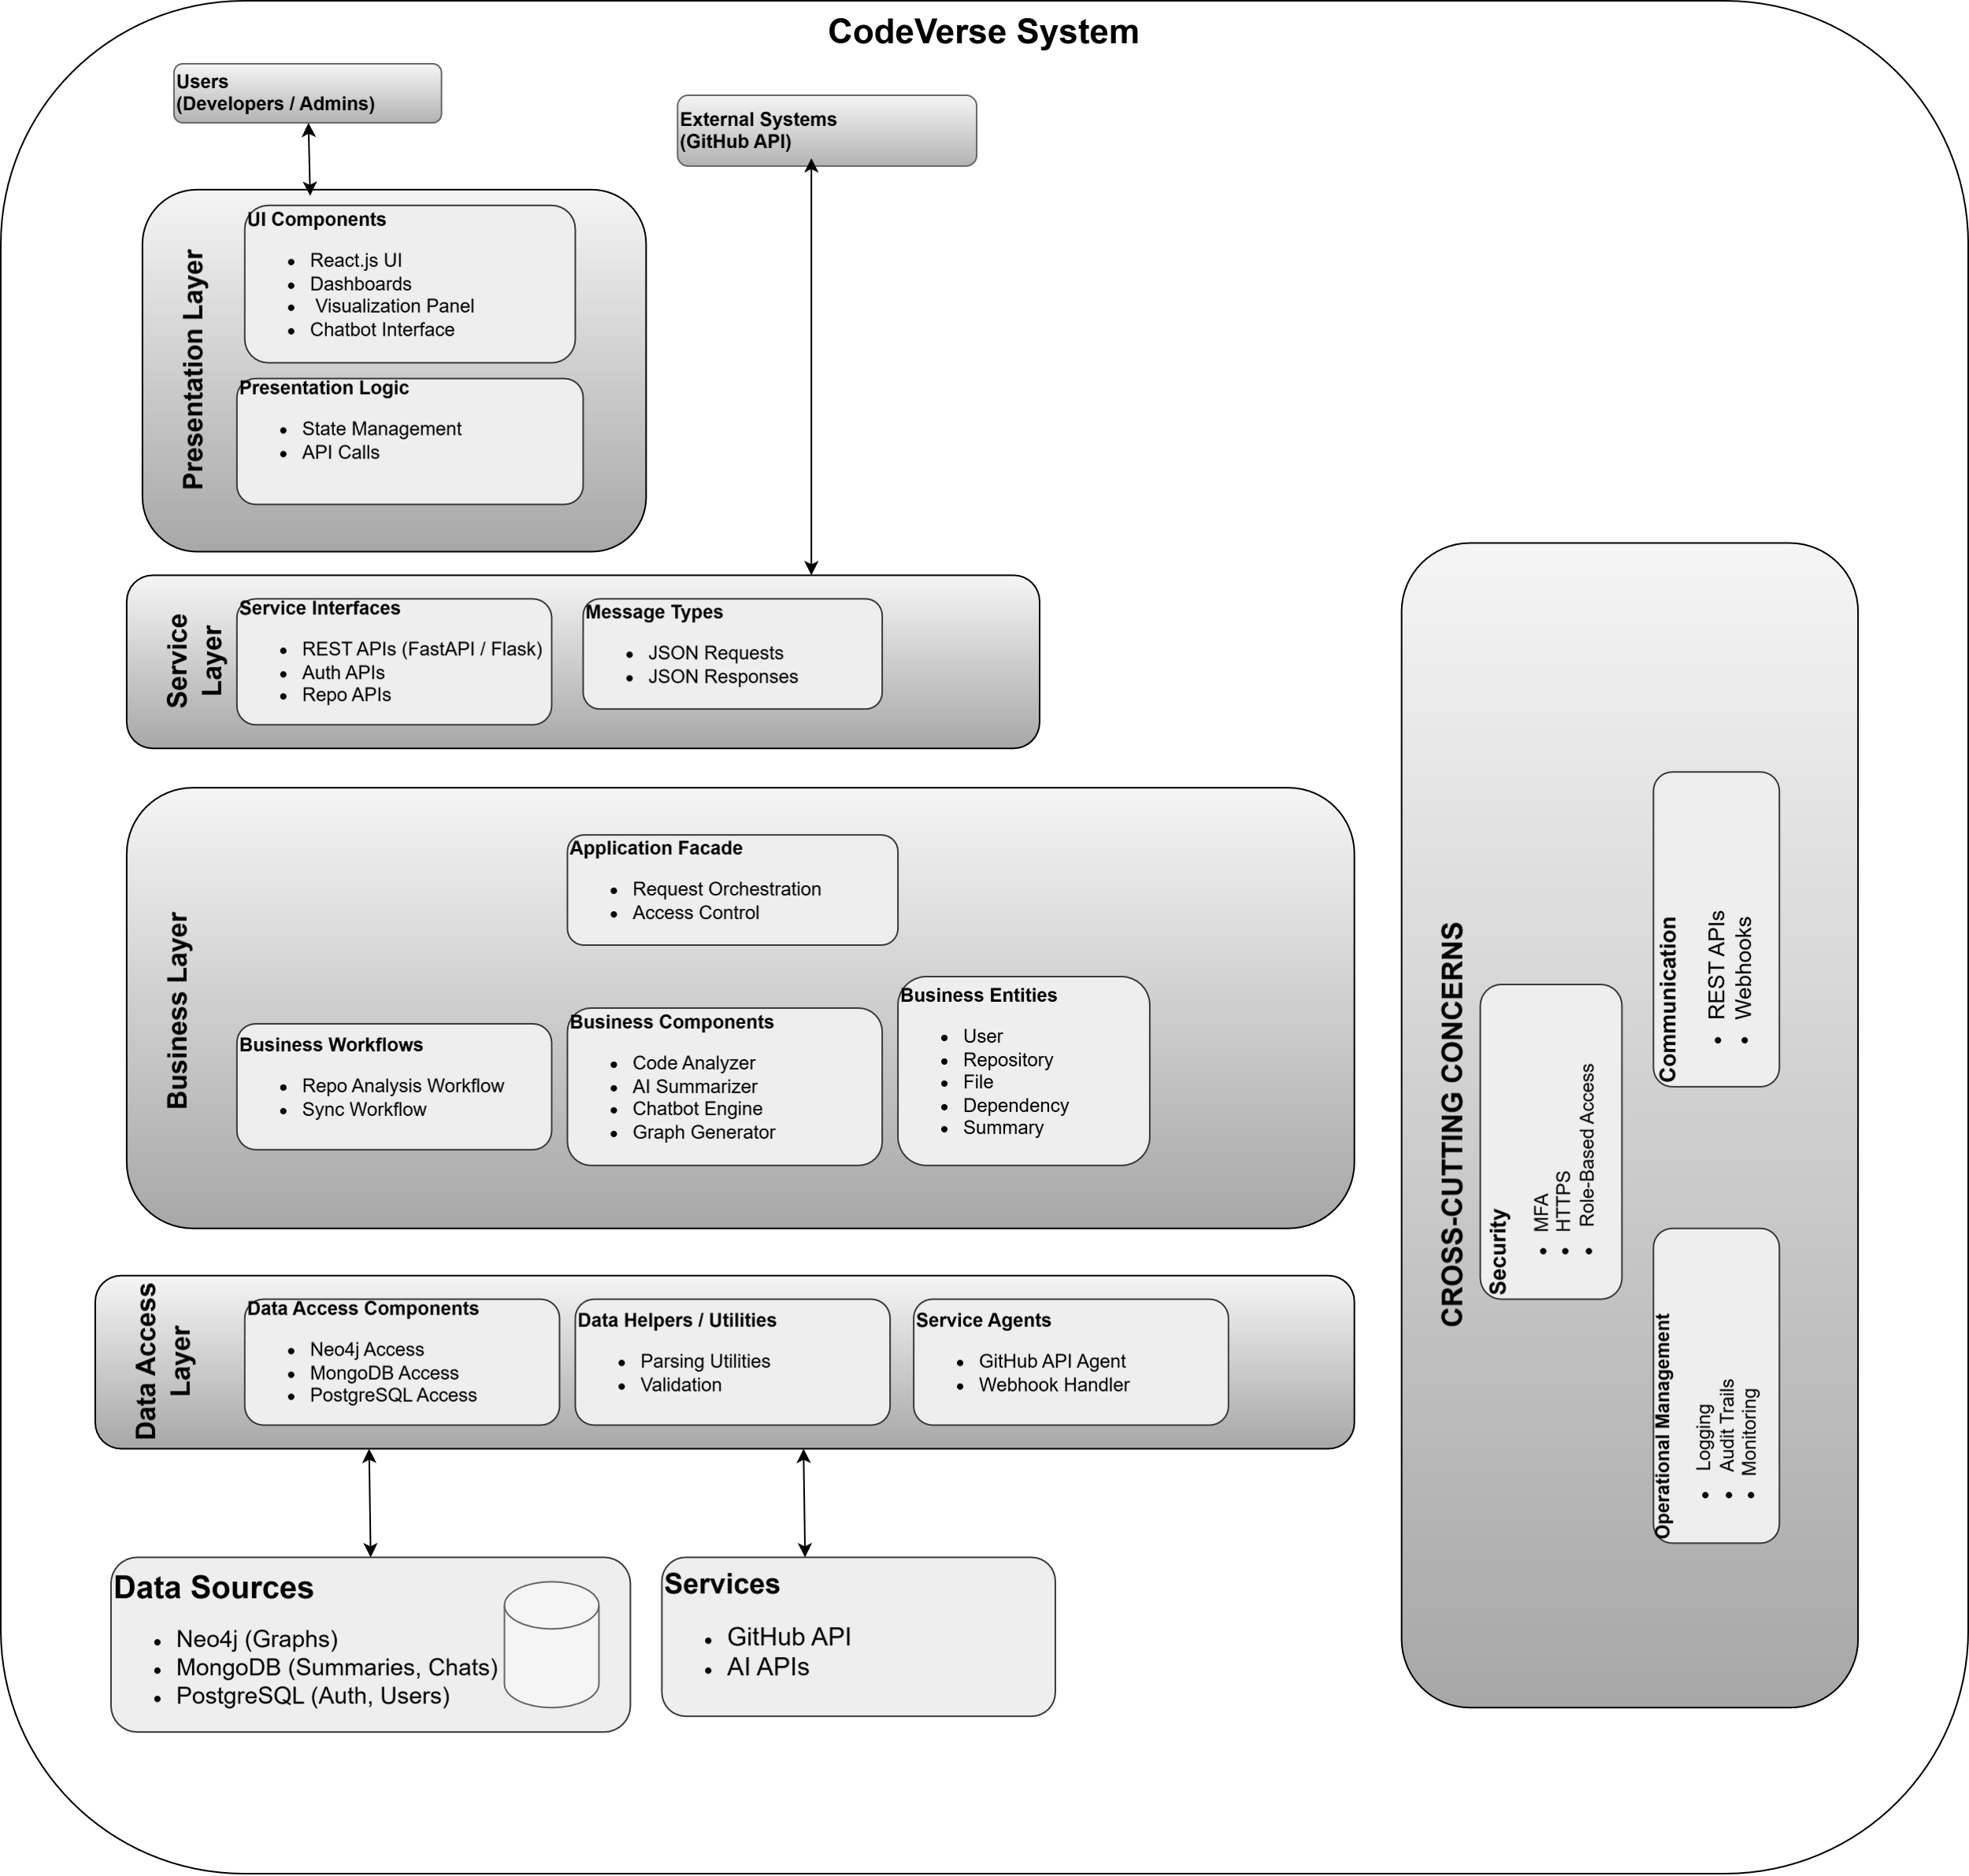 CodeVerse System
Users
(Developers / Admins)
External Systems
(GitHub API)
Presentation Layer
UI Components
• React.js UI
• Dashboards
• Visualization Panel
• Chatbot Interface
Presentation Logic
• State Management
• API Calls
Service
Layer
Service Interfaces
• REST APIs (FastAPI / Flask)
• Auth APIs
• Repo APIs
Message Types
• JSON Requests
• JSON Responses
Business Layer
Application Facade
• Request Orchestration
• Access Control
Business Workflows
• Repo Analysis Workflow
• Sync Workflow
Business Components
• Code Analyzer
• AI Summarizer
• Chatbot Engine
• Graph Generator
Business Entities
• User
• Repository
• File
• Dependency
• Summary
Data Access
Layer
Data Access Components
• Neo4j Access
• MongoDB Access
• PostgreSQL Access
Data Helpers / Utilities
• Parsing Utilities
• Validation
Service Agents
• GitHub API Agent
• Webhook Handler
Data Sources
• Neo4j (Graphs)
• MongoDB (Summaries, Chats)
• PostgreSQL (Auth, Users)
Services
• GitHub API
• AI APIs
CROSS-CUTTING CONCERNS
Security
• MFA
• HTTPS
• Role-Based Access
Communication
• REST APIs
• Webhooks
Operational Management
• Logging
• Audit Trails
• Monitoring